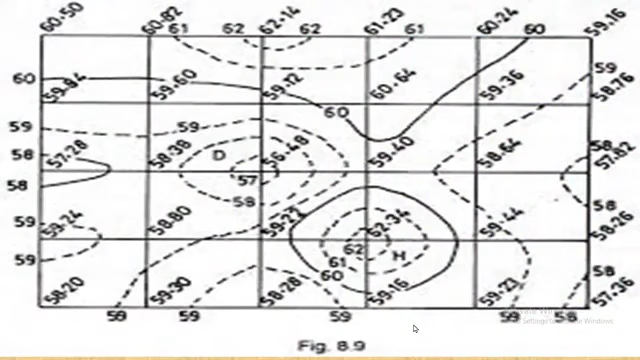 60·50 60·82 62·14 61·23 60·24 59·16
61 62 62 61 60
60 59·84 59·60 59·12 60·64 59·36 58·76
59
60
59 59
58 57·28 58·38 D 56·48 59·40 58·64 57·82
58
57
58 58 58
59 59·24 58·80 59·22 62·34 59·44 58·26
62
59 61 H
60 58
58·20 59·30 58·28 59·16 59·23 57·36
59 59 59 58
Fig. 8.9